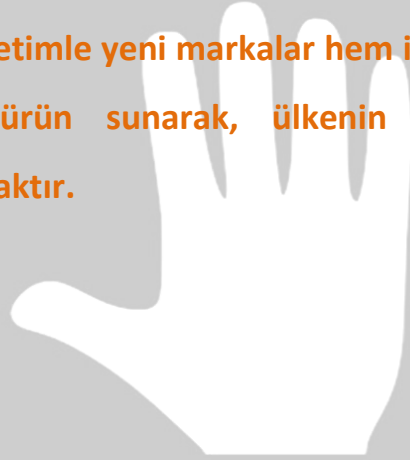 etimle yeni markalar hem i
ürün sunarak, ülkenin
aktır.